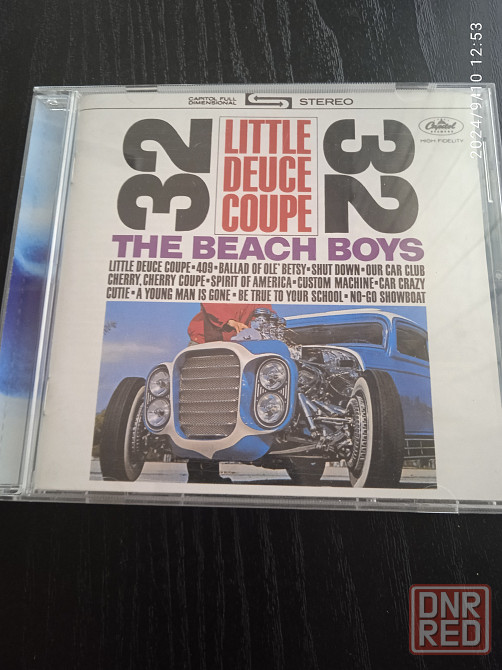 2024/9/10 12:53
CAPITOL FULL DIMENSIONAL STEREO
32 LITTLE DEUCE COUPE 32
Capitol RECORDS
HIGH FIDELITY
THE BEACH BOYS
LITTLE DEUCE COUPE▪409▪BALLAD OF OLE' BETSY▪SHUT DOWN▪OUR CAR CLUB
CHERRY, CHERRY COUPE▪SPIRIT OF AMERICA▪CUSTOM MACHINE▪CAR CRAZY
CUTIE▪A YOUNG MAN IS GONE▪BE TRUE TO YOUR SCHOOL▪NO-GO SHOWBOAT
DNR
RED